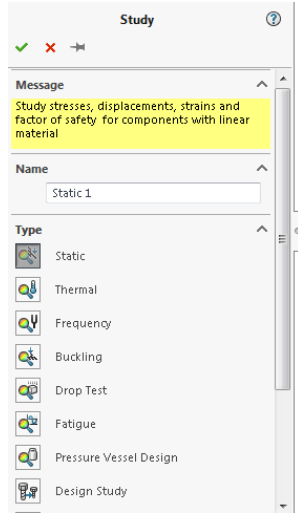 Study
Message
Study stresses, displacements, strains and
factor of safety for components with linear
material
Name
Static 1
Type
Static
Thermal
Frequency
Buckling
Drop Test
Fatigue
Pressure Vessel Design
Design Study